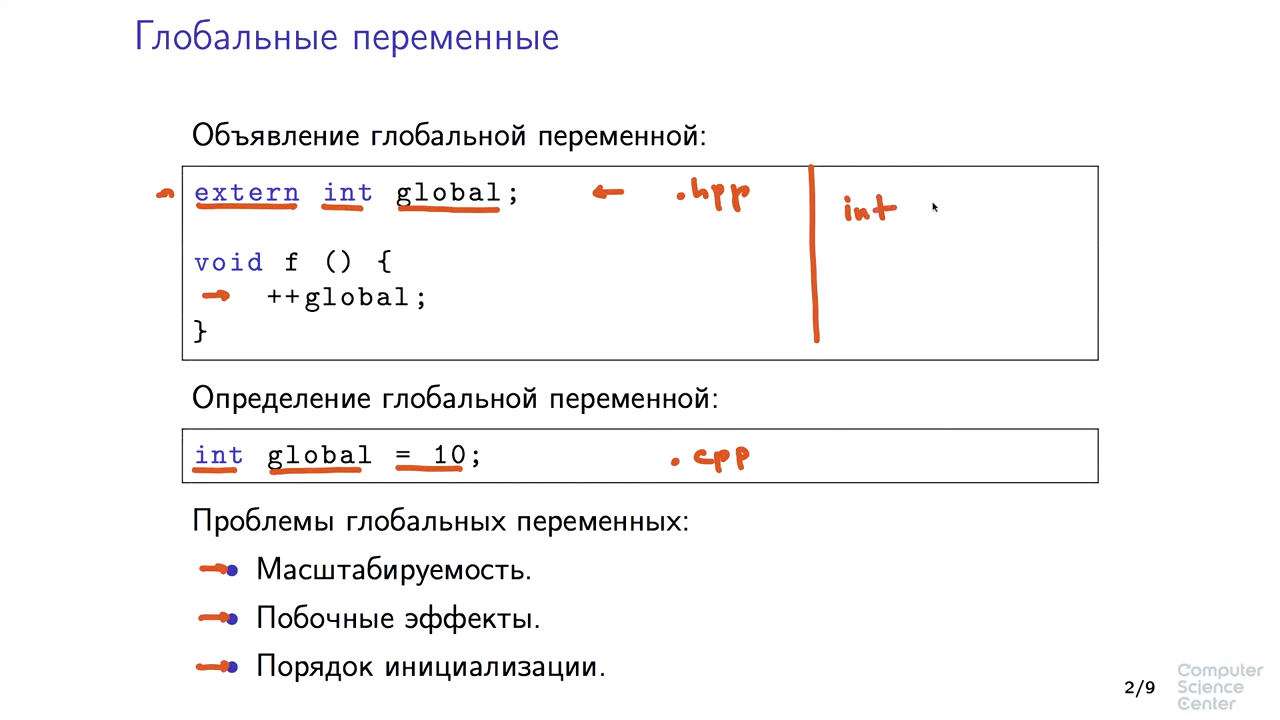 Глобальные переменные
Объявление глобальной переменной:
extern int global; ← .hpp
int
void f () {
++global;
}
Определение глобальной переменной:
int global = 10; .cpp
Проблемы глобальных переменных:
Масштабируемость.
Побочные эффекты.
Порядок инициализации.
2/9
Computer
Science
Center